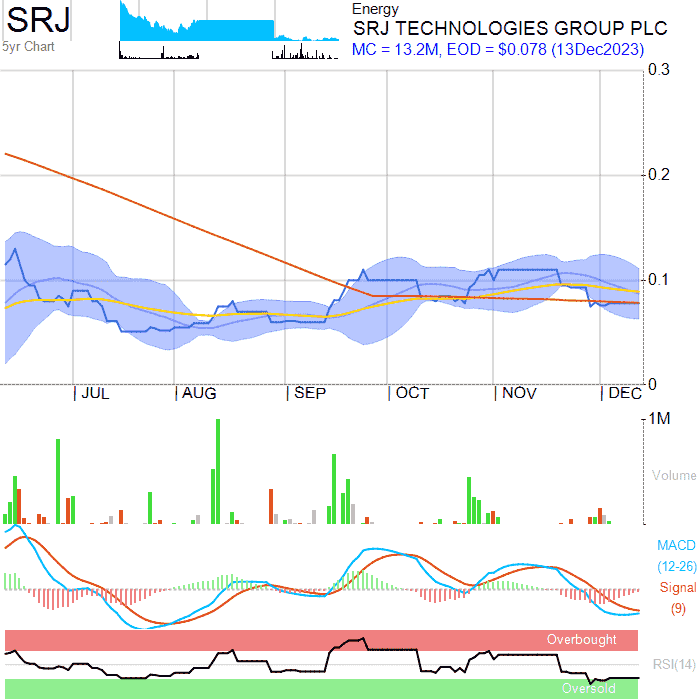 SRJ
5yr Chart
Energy
SRJ TECHNOLOGIES GROUP PLC
MC = 13.2M, EOD = $0.078 (13Dec2023)
0.3
0.2
0.1
0
| JUL | AUG | SEP | OCT | NOV | DEC
1M
Volume
MACD
(12-26)
Signal
(9)
Overbought
RSI(14)
Oversold